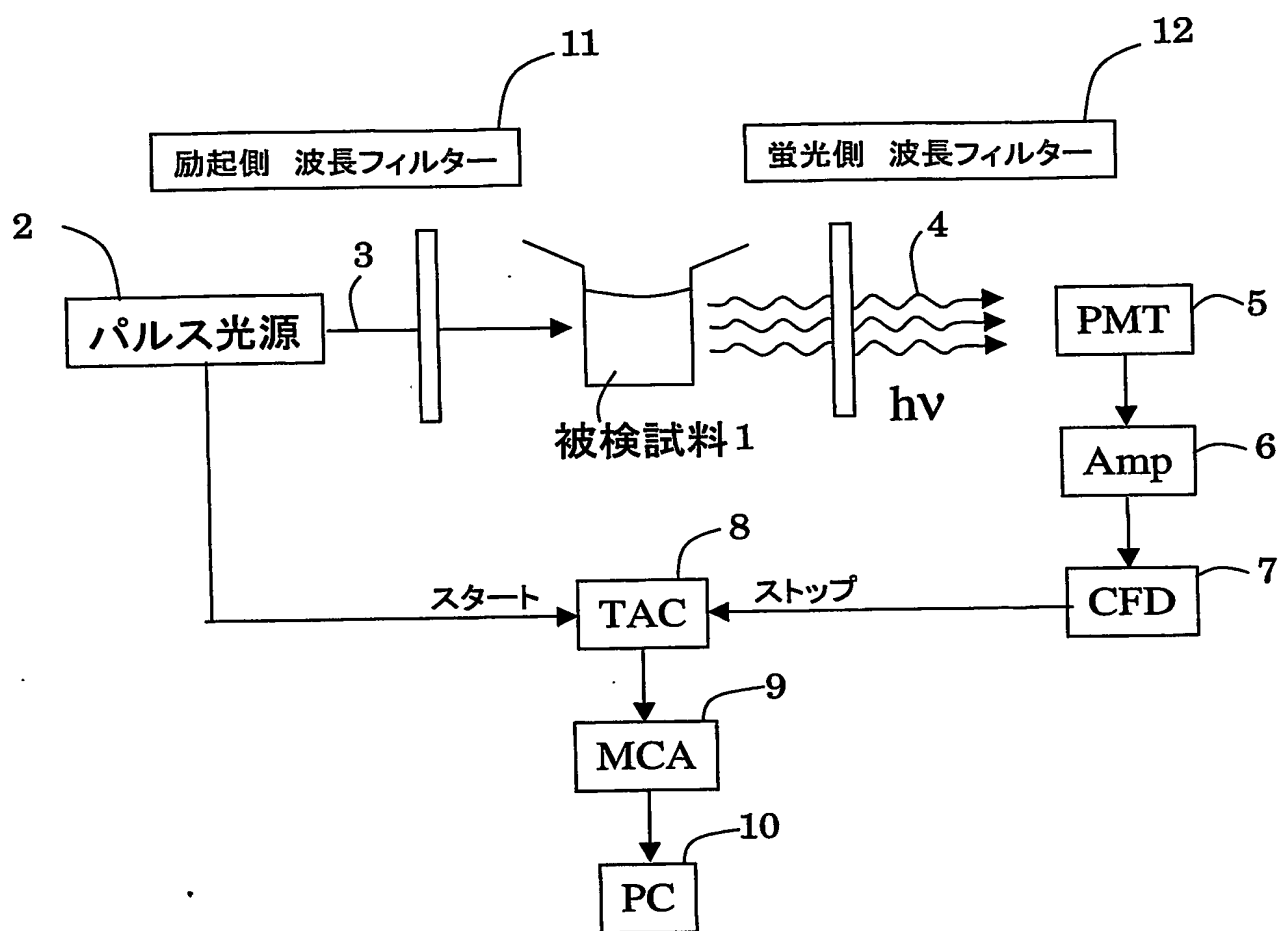 11
12
励起側 波長フィルター
蛍光側 波長フィルター
2
3
4
パルス光源
PMT
5
hν
被検試料1
Amp
6
8
スタート
TAC
ストップ
CFD
7
9
MCA
10
PC